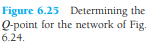 Figure 6.25 Determining the
Q-point for the network of Fig.
6.24.